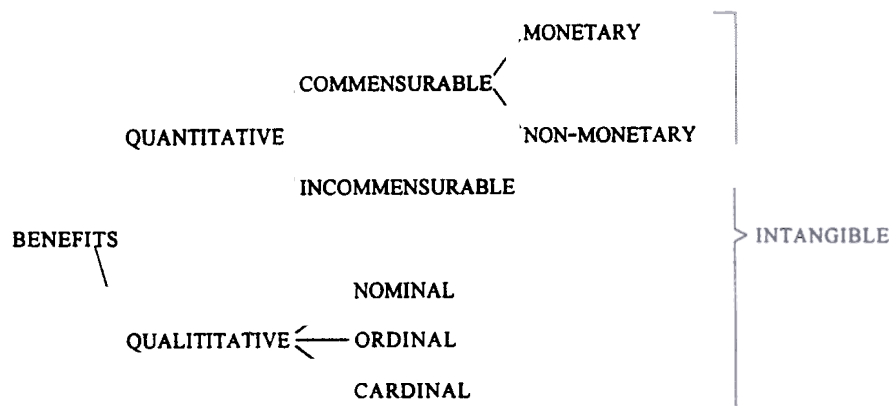 MONETARY
COMMENSURABLE
QUANTITATIVE
NON-MONETARY
INCOMMENSURABLE
BENEFITS
INTANGIBLE
NOMINAL
QUALITITATIVE
ORDINAL
CARDINAL